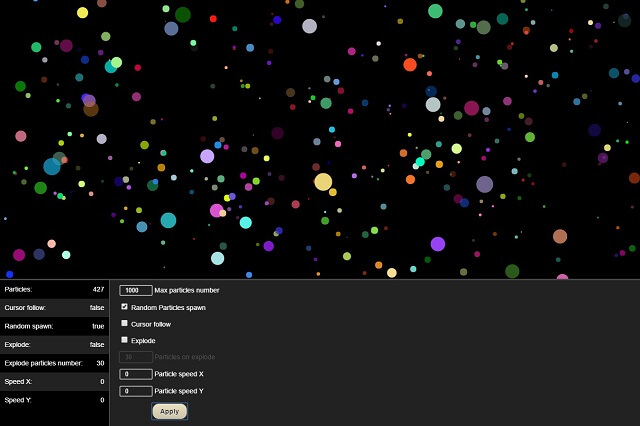 Particles: 427
Cursor follow: false
Random spawn: true
Explode: false
Explode particles number: 30
Speed X: 0
Speed Y: 0
1000 Max particles number
Random Particles spawn
Cursor follow
Explode
30 Particles on explode
0 Particle speed X
0 Particle speed Y
Apply